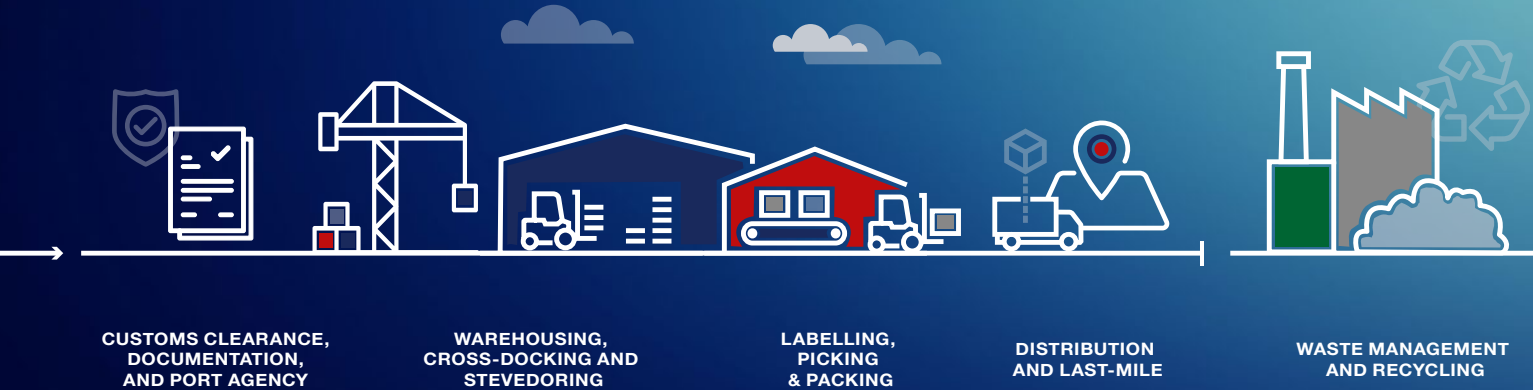 CUSTOMS CLEARANCE,
DOCUMENTATION,
AND PORT AGENCY
WAREHOUSING,
CROSS-DOCKING AND
STEVEDORING
LABELLING,
PICKING
& PACKING
DISTRIBUTION
AND LAST-MILE
WASTE MANAGEMENT
AND RECYCLING